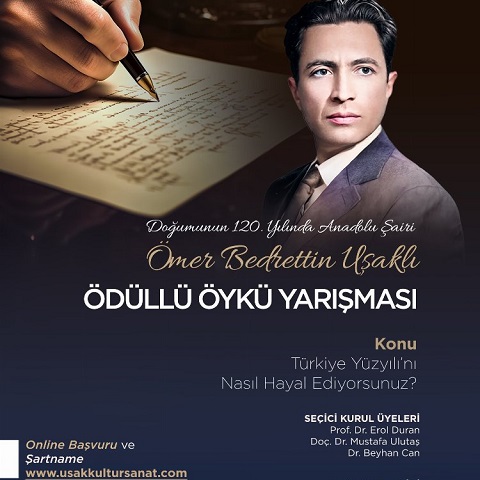 Doğumunun 120. Yılında Anadolu Şairi
Ömer Bedrettin Uşaklı
ÖDÜLLÜ ÖYKÜ YARIŞMASI
Konu
Türkiye Yüzyılı'nı
Nasıl Hayal Ediyorsunuz?
SEÇİCİ KURUL ÜYELERİ
Prof. Dr. Erol Duran
Doç. Dr. Mustafa Ulutaş
Dr. Beyhan Can
Online Başvuru ve
Şartname
www.usakkultursanat.com